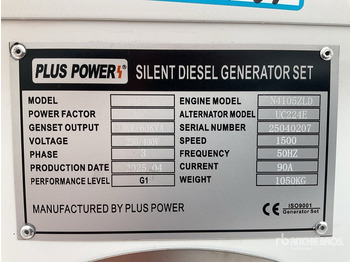 PLUS POWER SILENT DIESEL GENERATOR SET
MODEL
ENGINE MODEL N4105ZLD
POWER FACTOR
ALTERNATOR MODEL UC224E
GENSET OUTPUT
SERIAL NUMBER 25040207
VOLTAGE
SPEED 1500
PHASE 3
FREQUENCY 50HZ
PRODUCTION DATE 2025.04
CURRENT 90A
PERFORMANCE LEVEL G1
WEIGHT 1050KG
MANUFACTURED BY PLUS POWER
CE ISO9001
Generator Set